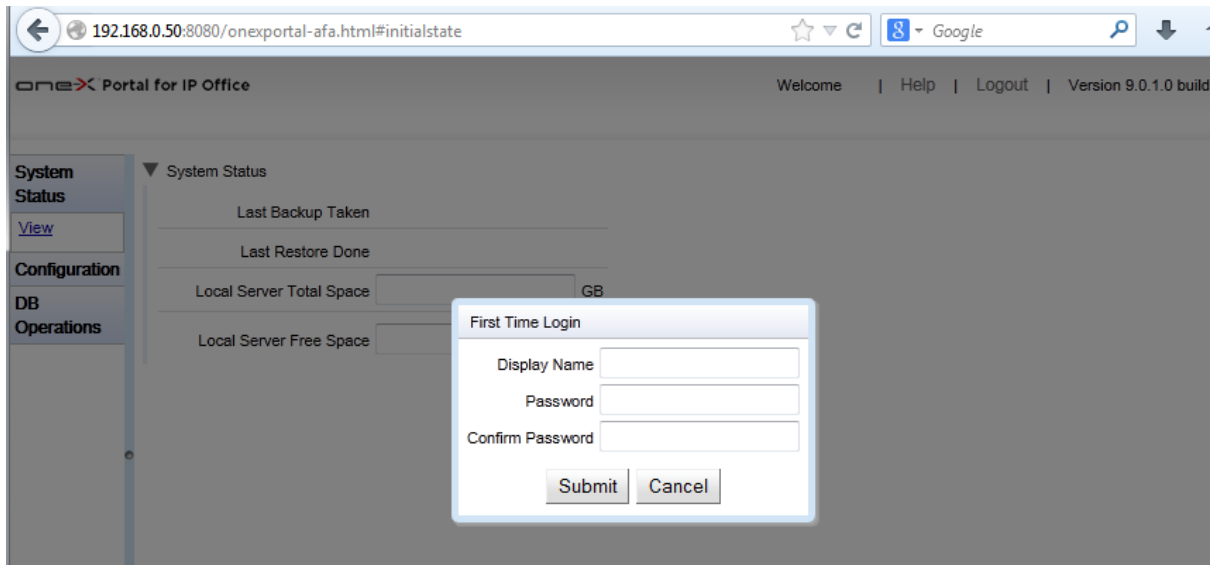 192.168.0.50:8080/onexportal-afa.html#initialstate
8 Google
one-X Portal for IP Office
Welcome | Help | Logout | Version 9.0.1.0 build
System Status
View
Configuration
DB Operations
System Status
Last Backup Taken
Last Restore Done
Local Server Total Space GB
Local Server Free Space
First Time Login
Display Name
Password
Confirm Password
Submit Cancel